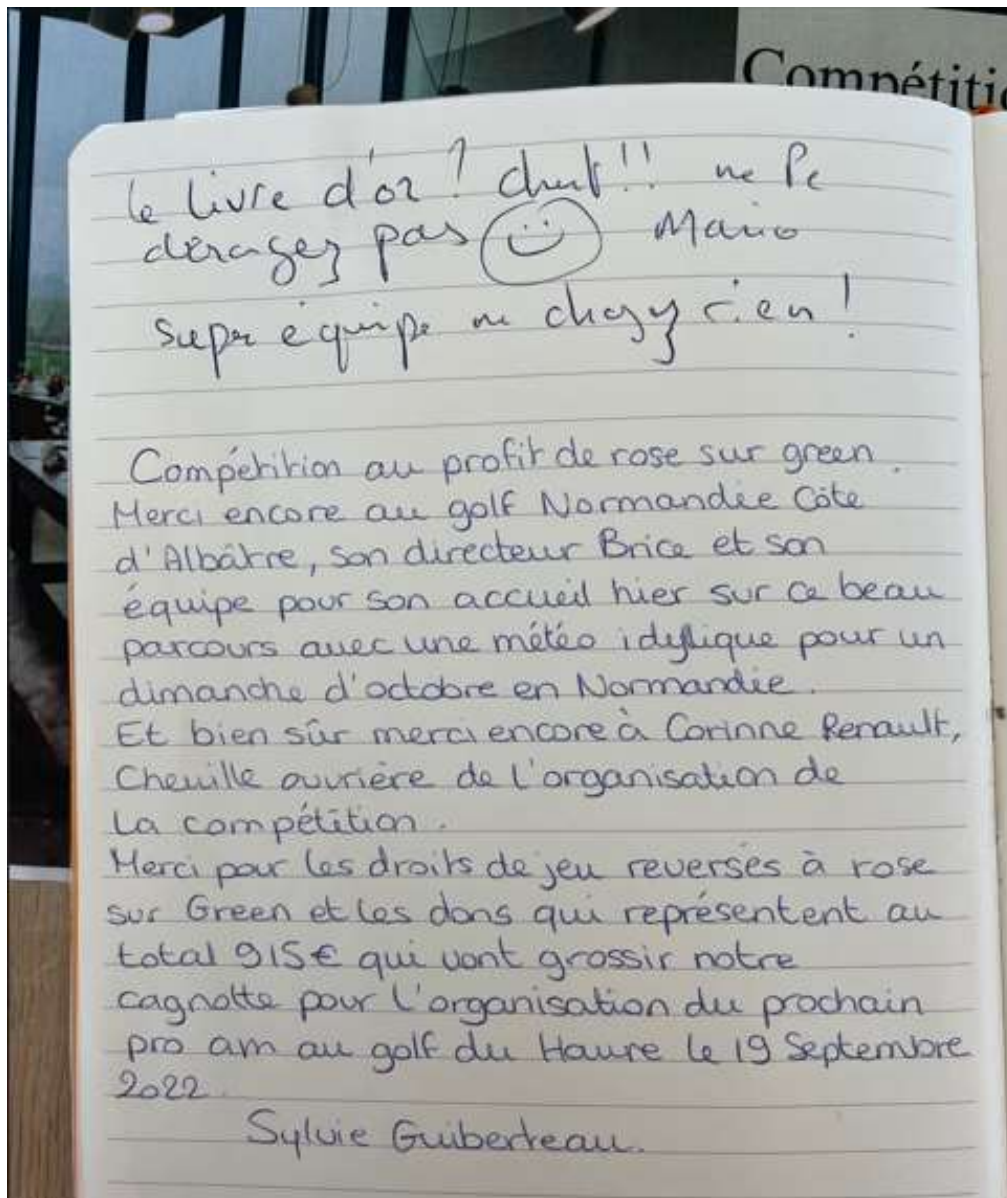 Compétiti
le livre d'or ? chut !! ne le
dérangez pas Mario
super équipe ne changez rien !
Compétition au profit de rose sur green.
Merci encore au golf Normandie Côte
d'Albâtre, son directeur Brice et son
équipe pour son accueil hier sur ce beau
parcours avec une météo idyllique pour un
dimanche d'octobre en Normandie.
Et bien sûr merci encore à Corinne Renault,
Cheville ouvrière de l'organisation de
La compétition.
Merci pour les droits de jeu reversés à rose
sur Green et les dons qui représentent au
total 915€ qui vont grossir notre
cagnotte pour l'organisation du prochain
pro am au golf du Havre le 19 Septembre
2022.
Sylvie Guiberteau.